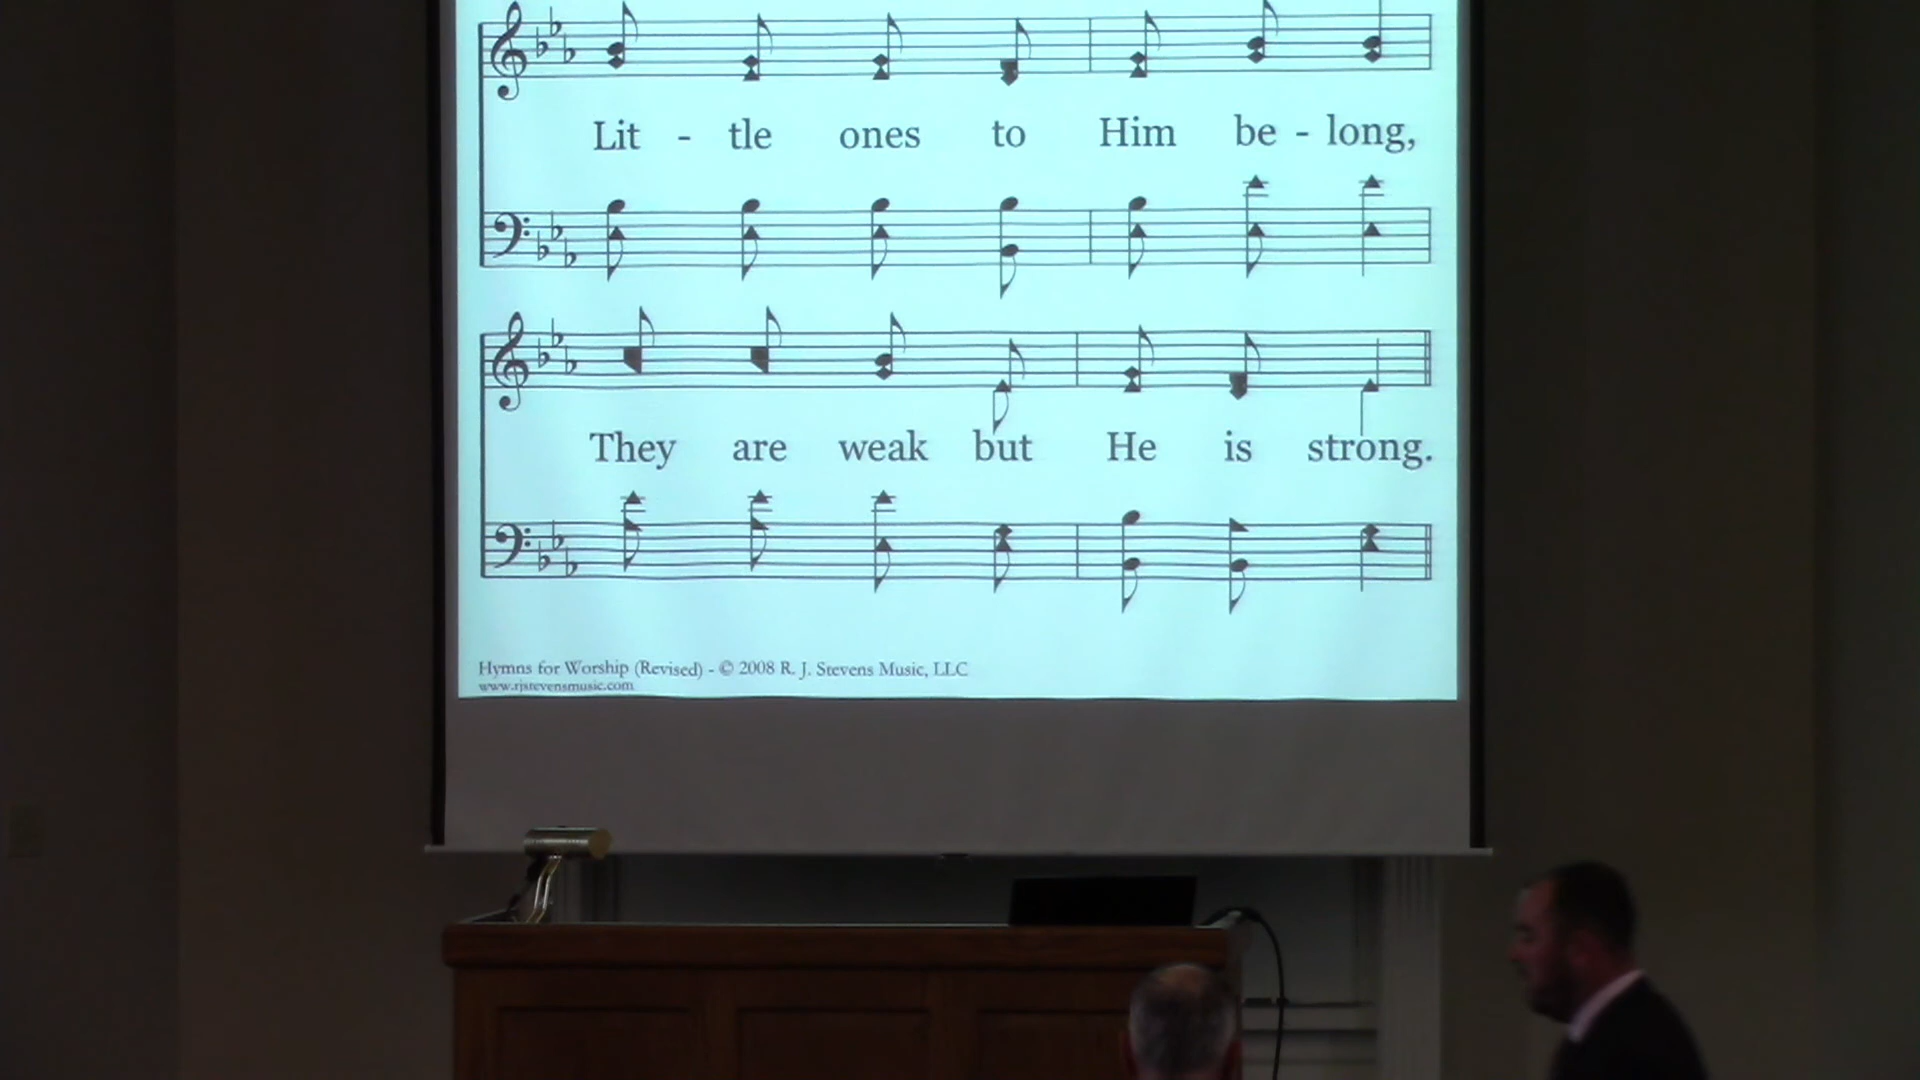 Lit - tle ones to Him be - long,
They are weak but He is strong.
Hymns for Worship (Revised) - © 2008 R. J. Stevens Music, LLC
www.rjstevensmusic.com